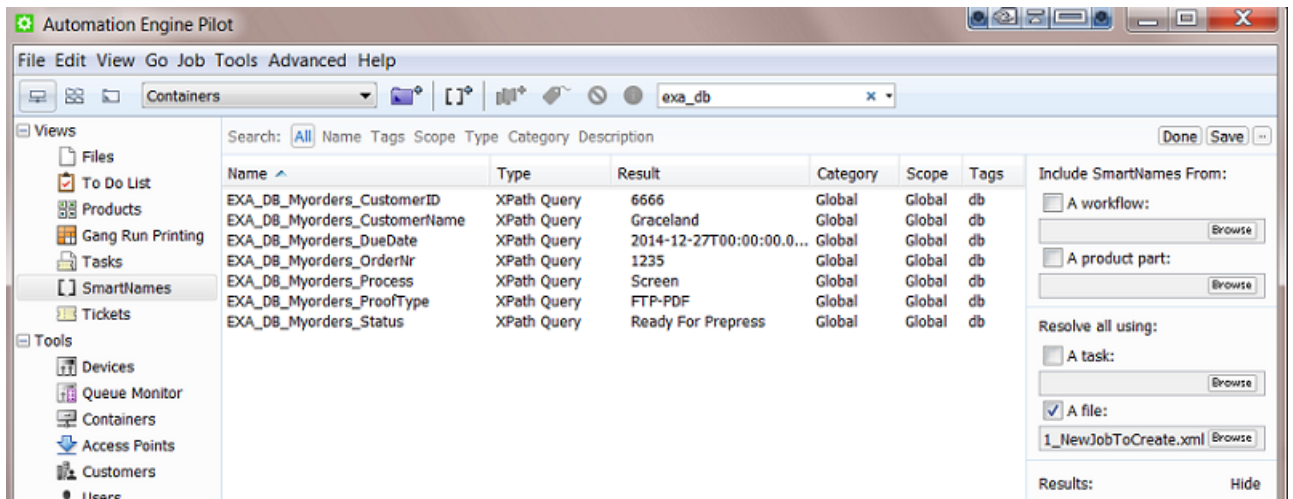 Automation Engine Pilot
File Edit View Go Job Tools Advanced Help
Containers
exa_db
Views
Files
To Do List
Products
Gang Run Printing
Tasks
[ ] SmartNames
Tickets
Tools
Devices
Queue Monitor
Containers
Access Points
Customers
Users
Search: All Name Tags Scope Type Category Description
Done Save
Name Type Result Category Scope Tags
EXA_DB_Myorders_CustomerID XPath Query 6666 Global Global db
EXA_DB_Myorders_CustomerName XPath Query Graceland Global Global db
EXA_DB_Myorders_DueDate XPath Query 2014-12-27T00:00:00.0... Global Global db
EXA_DB_Myorders_OrderNr XPath Query 1235 Global Global db
EXA_DB_Myorders_Process XPath Query Screen Global Global db
EXA_DB_Myorders_ProofType XPath Query FTP-PDF Global Global db
EXA_DB_Myorders_Status XPath Query Ready For Prepress Global Global db
Include SmartNames From:
A workflow:
Browse
A product part:
Browse
Resolve all using:
A task:
Browse
A file:
1_NewJobToCreate.xml Browse
Results: Hide